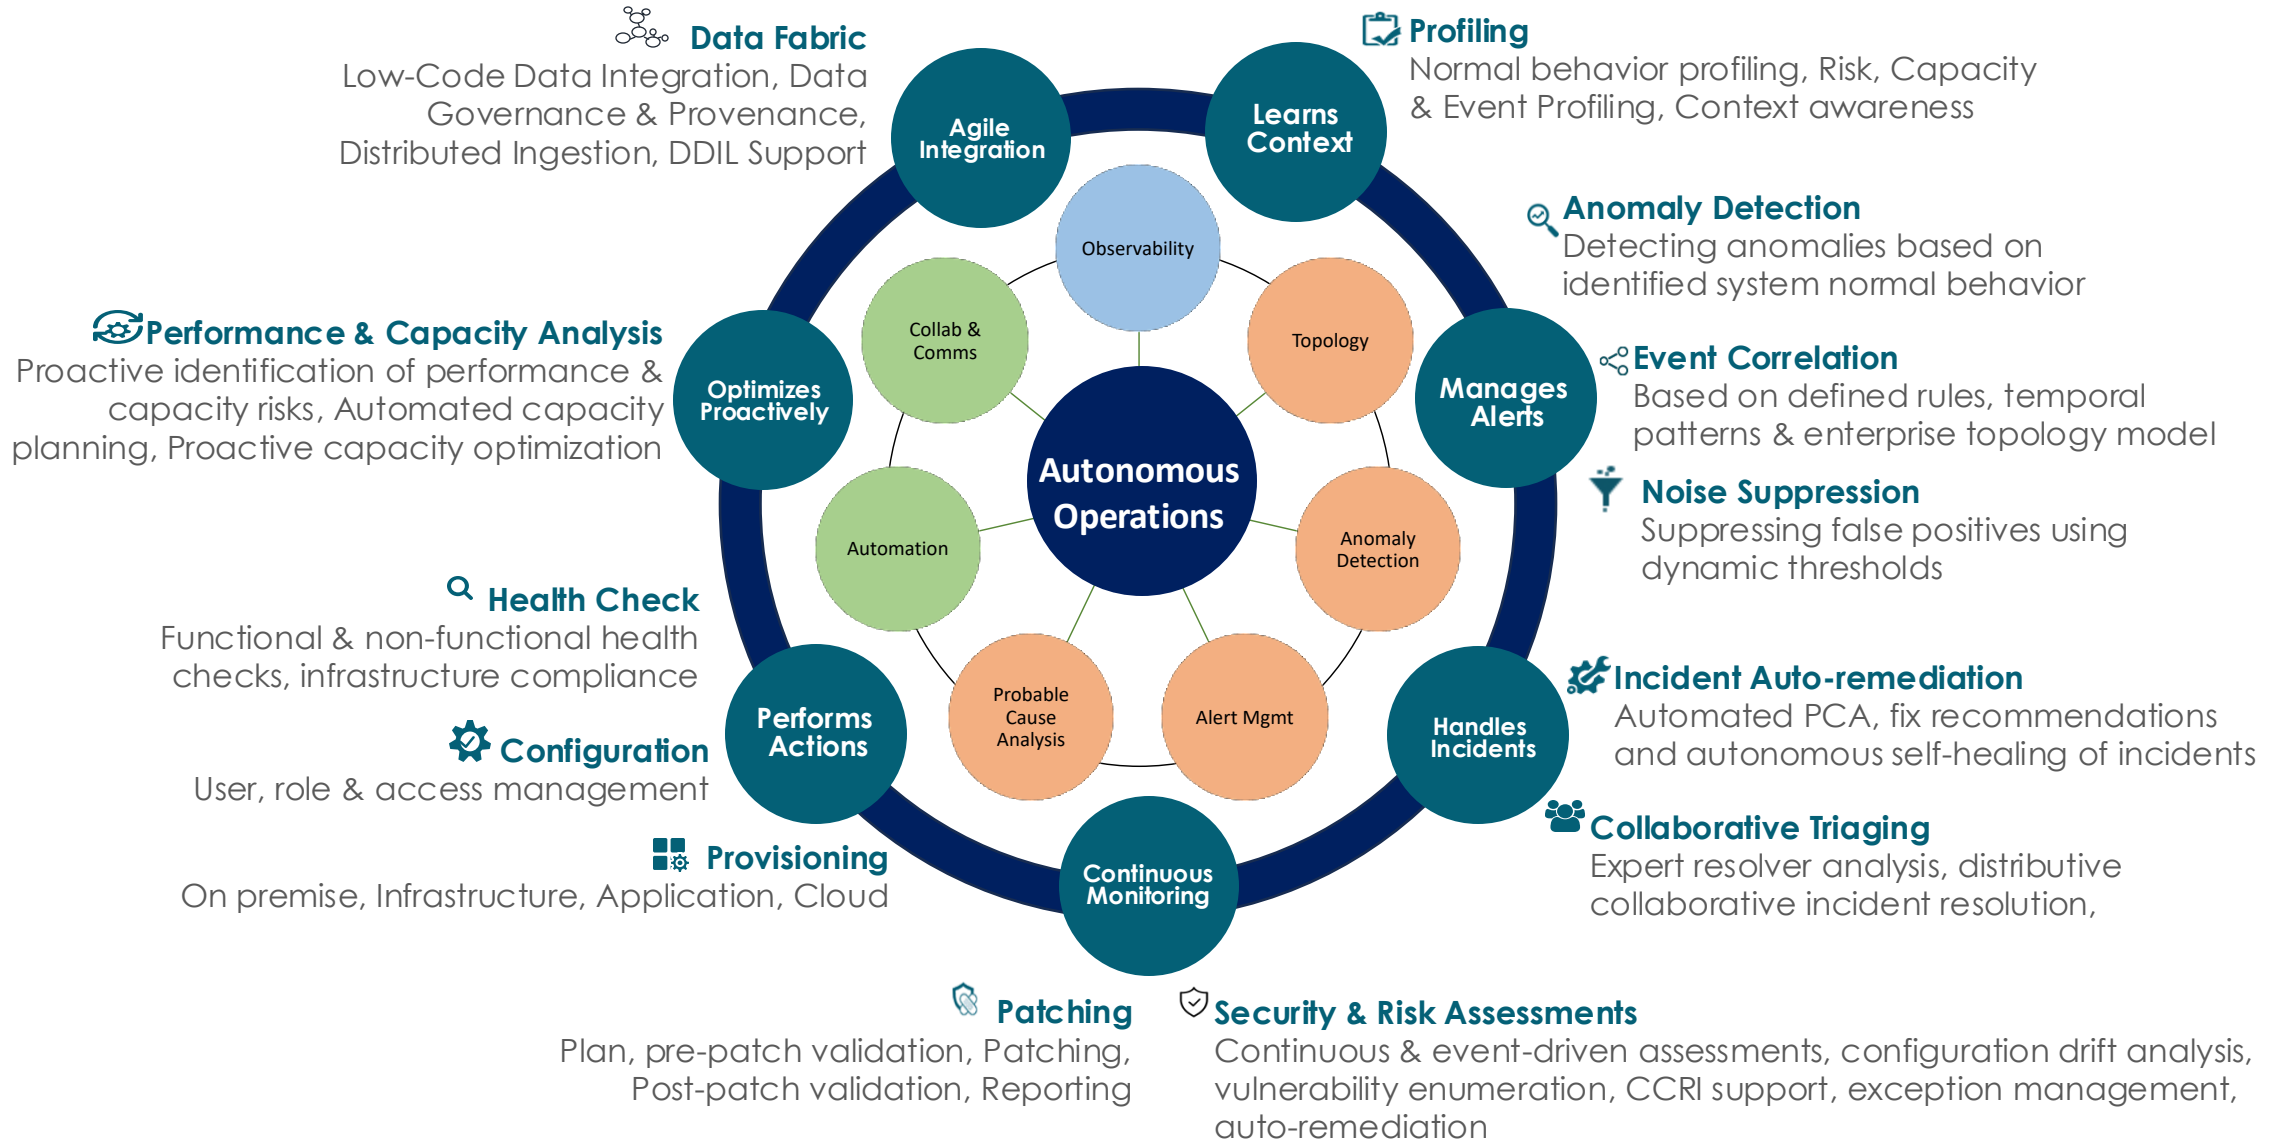 Data Fabric
Low-Code Data Integration, Data
Governance & Provenance,
Distributed Ingestion, DDIL Support
Profiling
Normal behavior profiling, Risk, Capacity
& Event Profiling, Context awareness
Agile
Integration
Learns
Context
Anomaly Detection
Detecting anomalies based on
identified system normal behavior
Observability
Collab &
Comms
Topology
Performance & Capacity Analysis
Proactive identification of performance &
capacity risks, Automated capacity
planning, Proactive capacity optimization
Optimizes
Proactively
Manages
Alerts
Event Correlation
Based on defined rules, temporal
patterns & enterprise topology model
Autonomous
Operations
Noise Suppression
Suppressing false positives using
dynamic thresholds
Automation
Anomaly
Detection
Health Check
Functional & non-functional health
checks, infrastructure compliance
Probable
Cause
Analysis
Alert Mgmt
Performs
Actions
Handles
Incidents
Incident Auto-remediation
Automated PCA, fix recommendations
and autonomous self-healing of incidents
Configuration
User, role & access management
Collaborative Triaging
Expert resolver analysis, distributive
collaborative incident resolution,
Provisioning
On premise, Infrastructure, Application, Cloud
Continuous
Monitoring
Patching
Plan, pre-patch validation, Patching,
Post-patch validation, Reporting
Security & Risk Assessments
Continuous & event-driven assessments, configuration drift analysis,
vulnerability enumeration, CCRI support, exception management,
auto-remediation